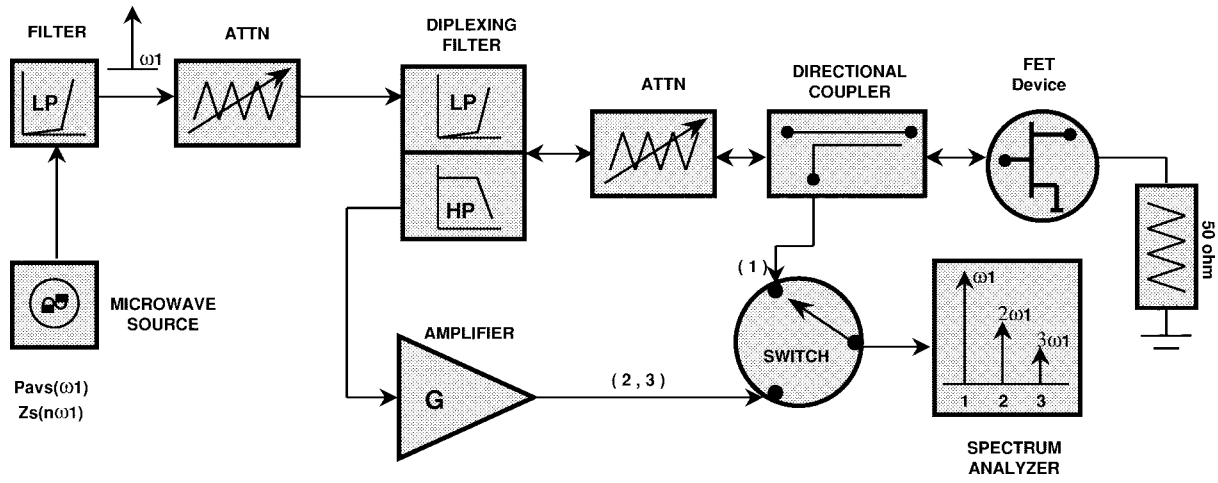 FILTER
ω1
ATTN
DIPLEXING
FILTER
LP
LP
HP
ATTN
DIRECTIONAL
COUPLER
FET
Device
50 ohm
MICROWAVE
SOURCE
Pavs(ω1)
Zs(nω1)
AMPLIFIER
G
( 2 , 3 )
( 1 )
SWITCH
ω1
2ω1
3ω1
1 2 3
SPECTRUM
ANALYZER